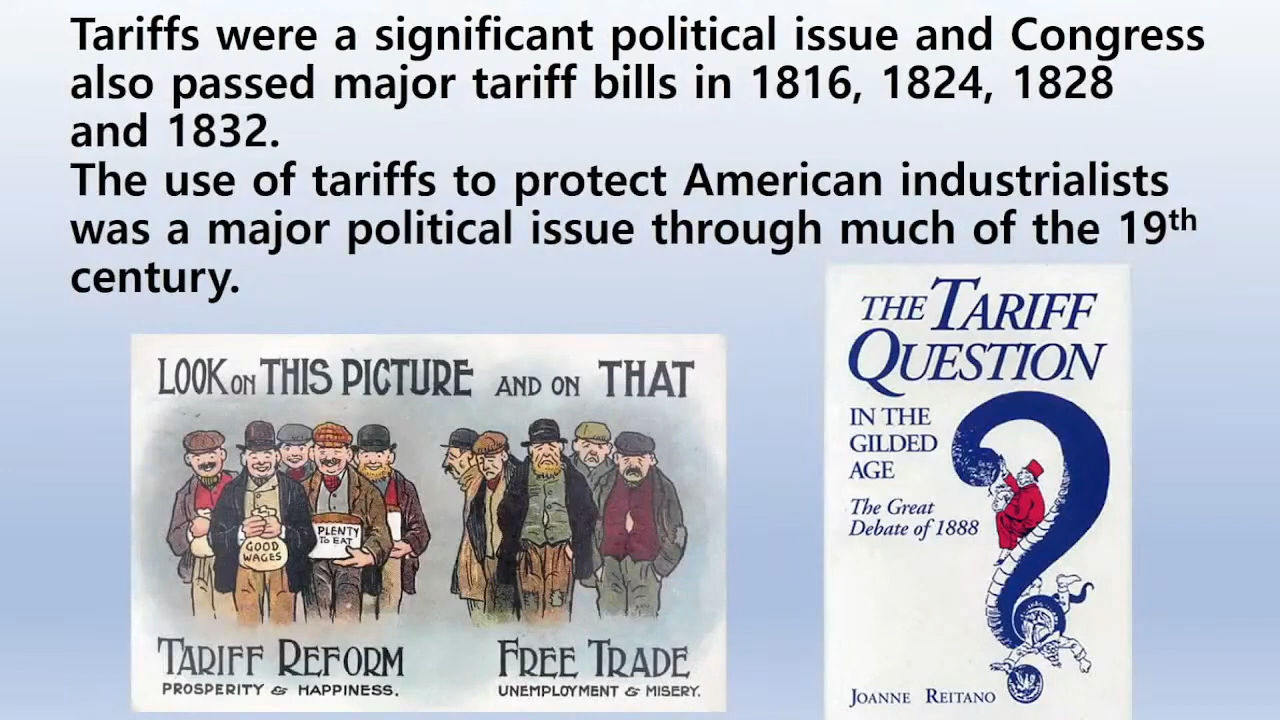 Tariffs were a significant political issue and Congress
also passed major tariff bills in 1816, 1824, 1828
and 1832.
The use of tariffs to protect American industrialists
was a major political issue through much of the 19th
century.
LOOK ON THIS PICTURE AND ON THAT
GOOD
WAGES
PLENTY
TO EAT
TARIFF REFORM
PROSPERITY & HAPPINESS.
FREE TRADE
UNEMPLOYMENT & MISERY.
THE TARIFF
QUESTION
IN THE
GILDED
AGE
The Great
Debate of 1888
JOANNE REITANO